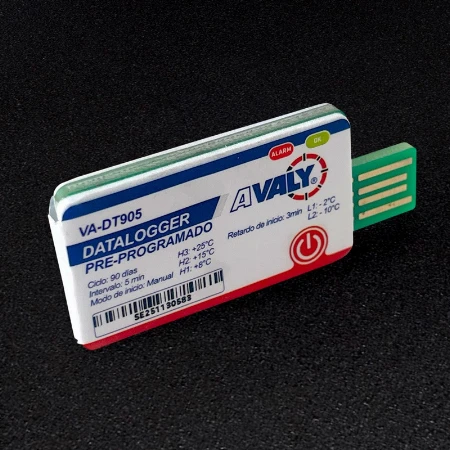 ALARM
OK
AVALY®
VA-DT905
DATALOGGER
PRE-PROGRAMADO
Ciclo: 90 días
Intervalo: 5 min
Modo de inicio: Manual
H3: +25°C
H2: +15°C
H1: +8°C
Retardo de inicio: 3min
L1: - 2°C
L2: - 10°C
SE251130583